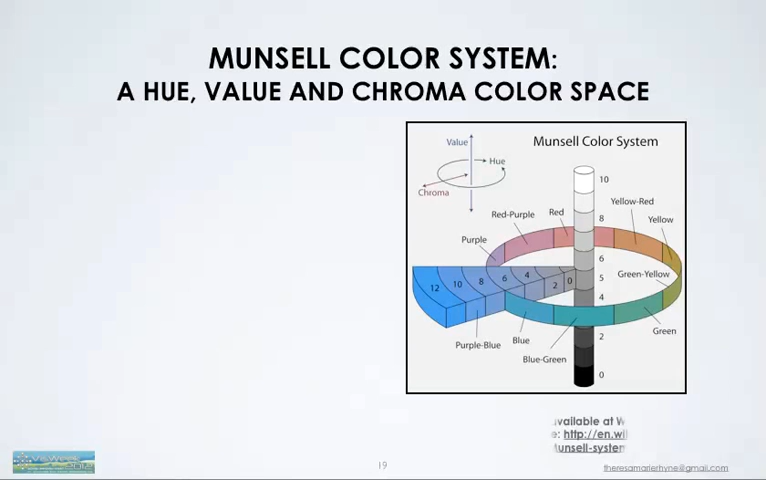 MUNSELL COLOR SYSTEM:
A HUE, VALUE AND CHROMA COLOR SPACE
Munsell Color System
Value
Hue
Chroma
10
8
6
5
4
2
0
Red-Purple
Red
Yellow-Red
Yellow
Purple
Green-Yellow
12 10 8 6 4 2 0
Purple-Blue
Blue
Blue-Green
Green
available at W
e: http://en.wi
Munsell-system
19
theresamarierhyne@gmail.com